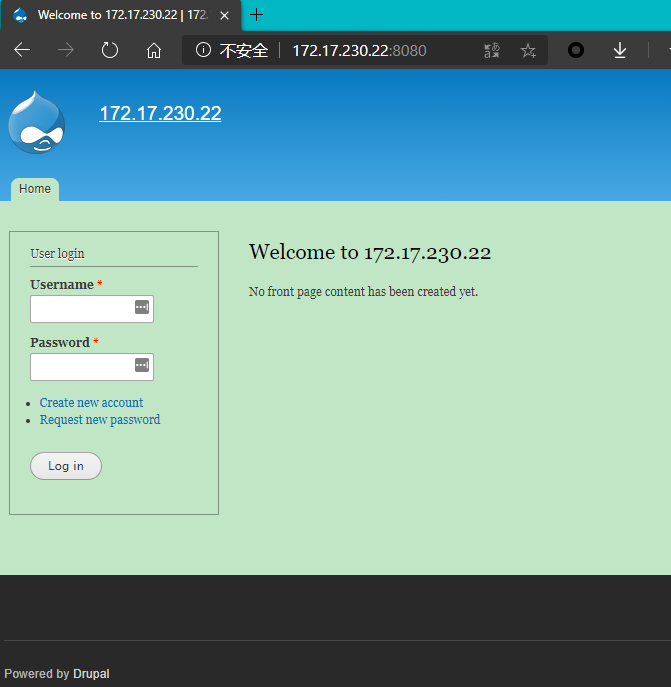 Welcome to 172.17.230.22 | 172.
不安全 172.17.230.22:8080
172.17.230.22
Home
User login
Username *
Password *
Create new account
Request new password
Log in
Welcome to 172.17.230.22
No front page content has been created yet.
Powered by Drupal